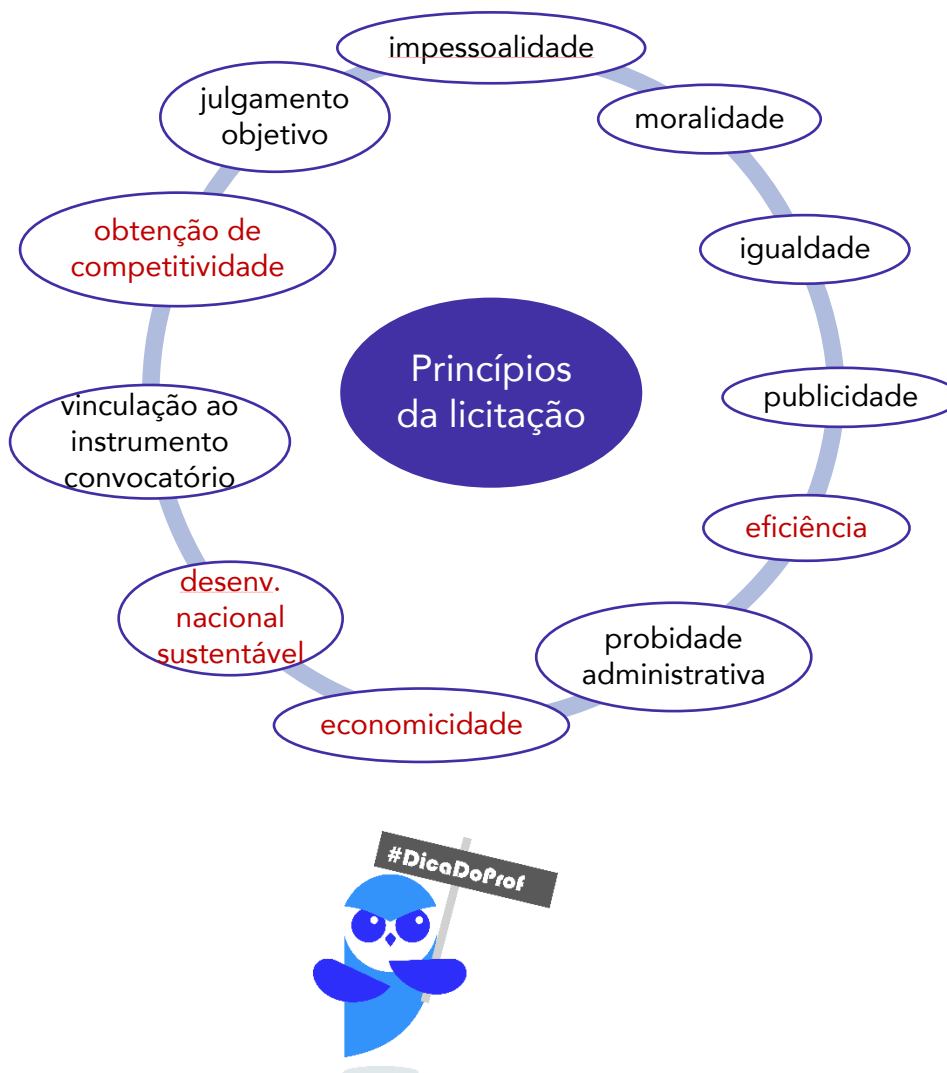 impessoalidade
moralidade
igualdade
publicidade
eficiência
probidade
administrativa
economicidade
desenv.
nacional
sustentável
vinculação ao
instrumento
convocatório
obtenção de
competitividade
julgamento
objetivo
Princípios
da licitação
#DicaDoProf